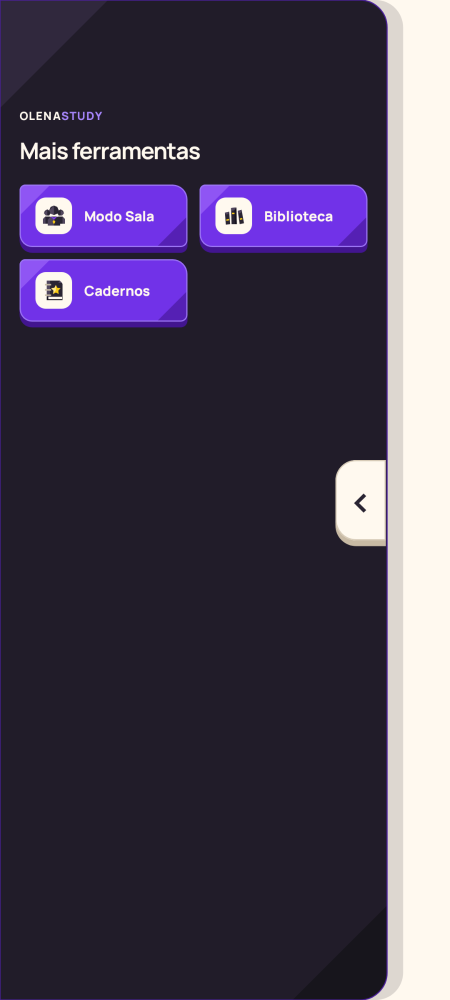 OLENASTUDY
Mais ferramentas
Modo Sala
Biblioteca
Cadernos